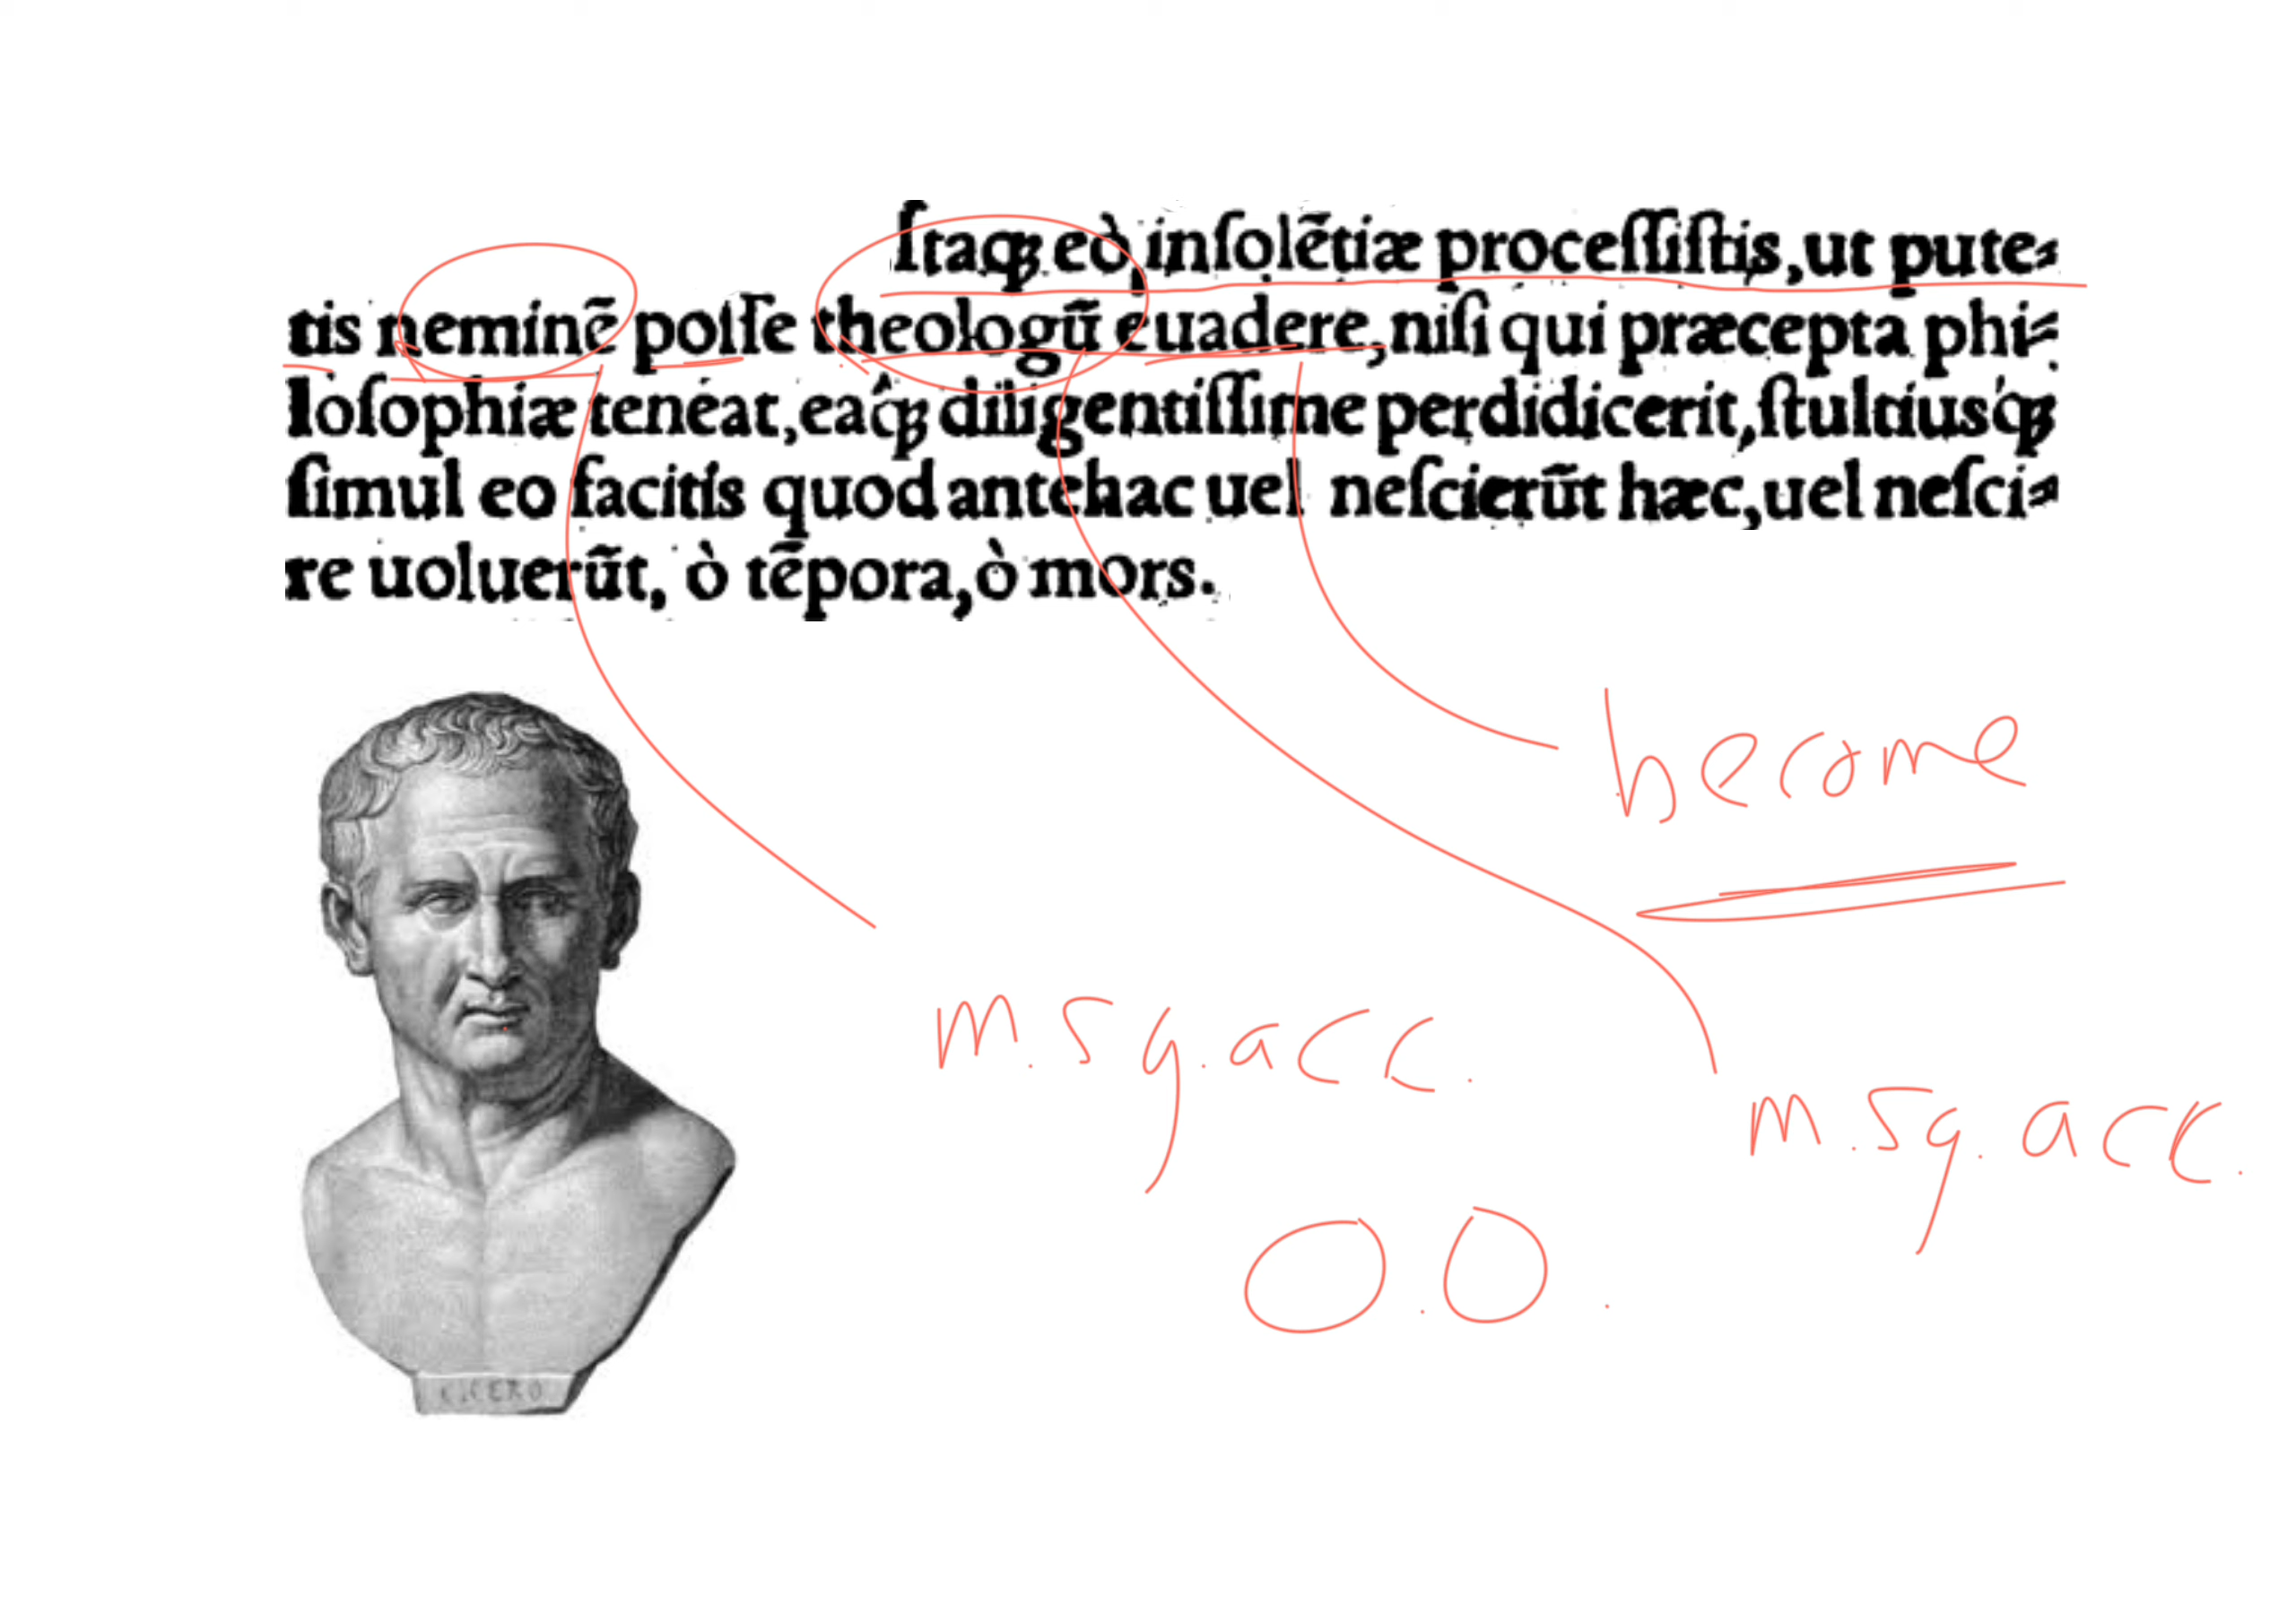 Itaqꝫ eò inſolẽtiæ proceſſiſtis, ut pute⸗
tis neminẽ poſſe theologũ euadere, niſi qui præcepta phi⸗
loſophiæ teneat, eaq́ꝫ diligentiſſime perdidicerit, ſtultiusq́ꝫ
ſimul eo facitis quod antehac uel neſcierũt hæc, uel neſci⸗
re uoluerũt, ò tẽpora, ò mors.
become
m.sg.acc.
m.sg.acc.
O.O.
CICERO